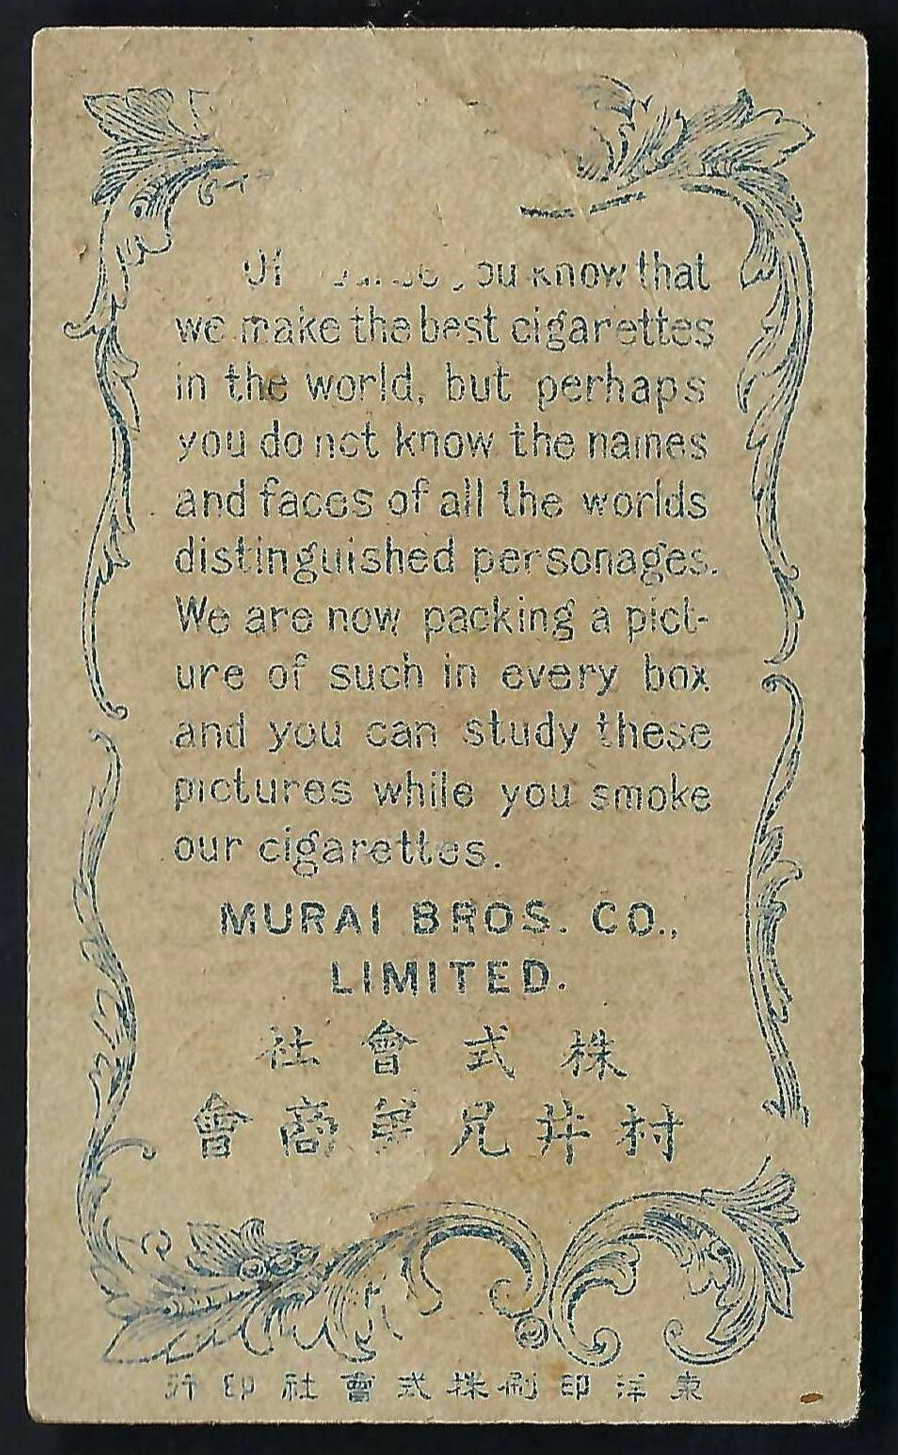 Of you know that
we make the best cigarettes
in the world, but perhaps
you do not know the names
and faces of all the worlds
distinguished personages.
We are now packing a pict-
ure of such in every box
and you can study these
pictures while you smoke
our cigarettes.
MURAI BROS. CO.,
LIMITED.
株式會社
村井兄弟商會
東洋印刷株式會社印行